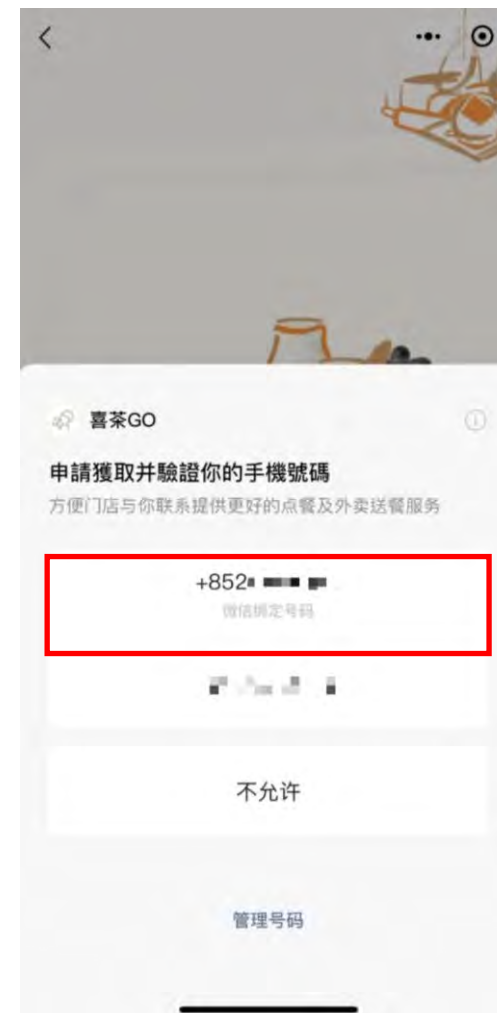 喜茶GO
申請獲取并驗證你的手機號碼
方便门店与你联系提供更好的点餐及外卖送餐服务
+852
微信绑定号码
不允许
管理号码